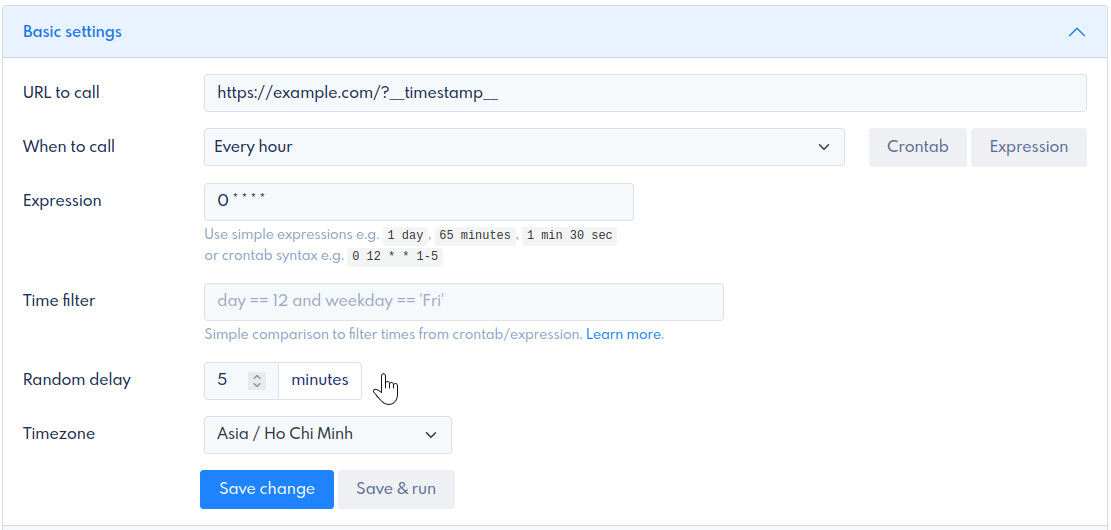 Basic settings
URL to call https://example.com/?__timestamp__
When to call Every hour Crontab Expression
Expression 0 * * * *
Use simple expressions e.g. 1 day, 65 minutes, 1 min 30 sec
or crontab syntax e.g. 0 12 * * 1-5
Time filter day == 12 and weekday == 'Fri'
Simple comparison to filter times from crontab/expression. Learn more.
Random delay 5 minutes
Timezone Asia / Ho Chi Minh
Save change Save & run